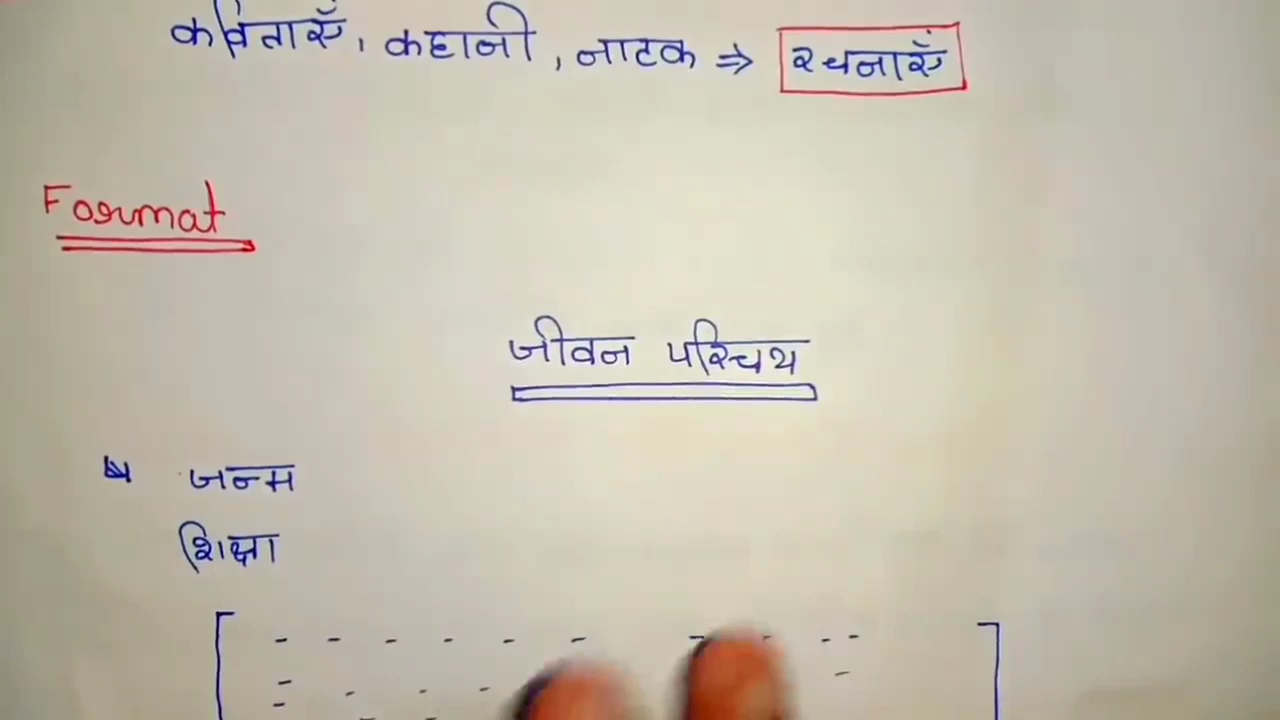 कविताएँ, कहानी, नाटक ⇒ रचनाएँ
Format
जीवन परिचय
जन्म
शिक्षा